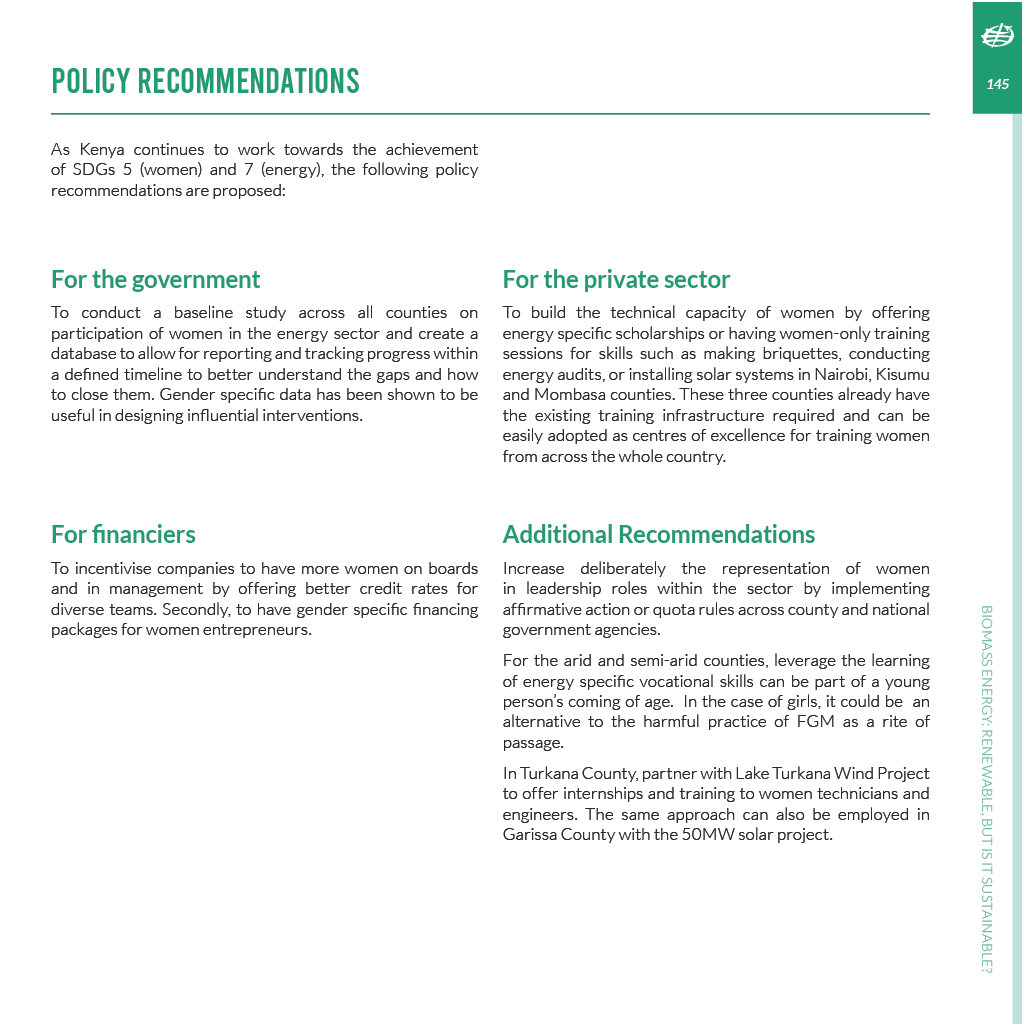 145
POLICY RECOMMENDATIONS
As Kenya continues to work towards the achievement
of SDGs 5 (women) and 7 (energy), the following policy
recommendations are proposed:
For the government
To conduct a baseline study across all counties on
participation of women in the energy sector and create a
database to allow for reporting and tracking progress within
a defined timeline to better understand the gaps and how
to close them. Gender specific data has been shown to be
useful in designing influential interventions.
For the private sector
To build the technical capacity of women by offering
energy specific scholarships or having women-only training
sessions for skills such as making briquettes, conducting
energy audits, or installing solar systems in Nairobi, Kisumu
and Mombasa counties. These three counties already have
the existing training infrastructure required and can be
easily adopted as centres of excellence for training women
from across the whole country.
For financiers
To incentivise companies to have more women on boards
and in management by offering better credit rates for
diverse teams. Secondly, to have gender specific financing
packages for women entrepreneurs.
Additional Recommendations
Increase deliberately the representation of women
in leadership roles within the sector by implementing
affirmative action or quota rules across county and national
government agencies.
For the arid and semi-arid counties, leverage the learning
of energy specific vocational skills can be part of a young
person's coming of age.  In the case of girls, it could be  an
alternative to the harmful practice of FGM as a rite of
passage.
In Turkana County, partner with Lake Turkana Wind Project
to offer internships and training to women technicians and
engineers. The same approach can also be employed in
Garissa County with the 50MW solar project.
BIOMASS ENERGY: RENEWABLE, BUT IS IT SUSTAINABLE?